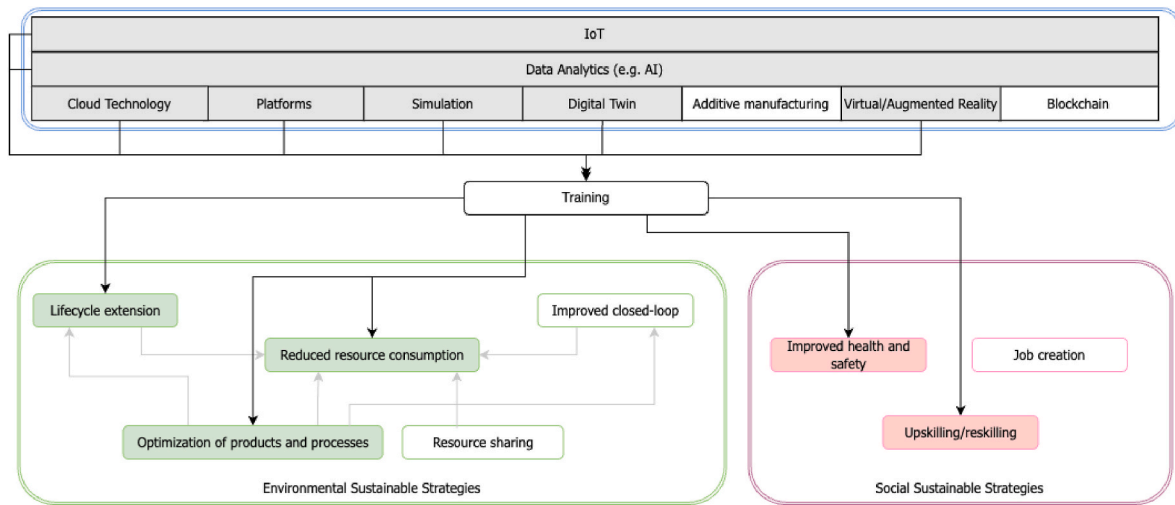 IoT
Data Analytics (e.g. AI)
Cloud Technology
Platforms
Simulation
Digital Twin
Additive manufacturing
Virtual/Augmented Reality
Blockchain
Training
Lifecycle extension
Improved closed-loop
Reduced resource consumption
Optimization of products and processes
Resource sharing
Environmental Sustainable Strategies
Improved health and
safety
Job creation
Upskilling/reskilling
Social Sustainable Strategies